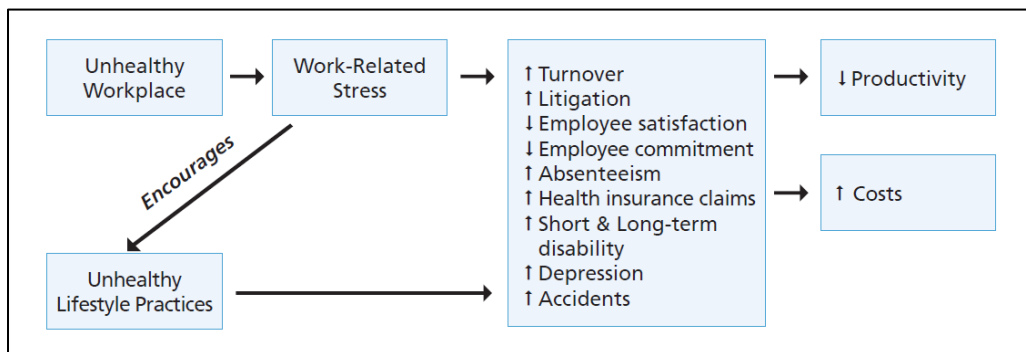 Unhealthy
Workplace
Work-Related
Stress
↑ Turnover
↑ Litigation
↓ Employee satisfaction
↓ Employee commitment
↑ Absenteeism
↑ Health insurance claims
↑ Short & Long-term
disability
↑ Depression
↑ Accidents
↓ Productivity
↑ Costs
Encourages
Unhealthy
Lifestyle Practices